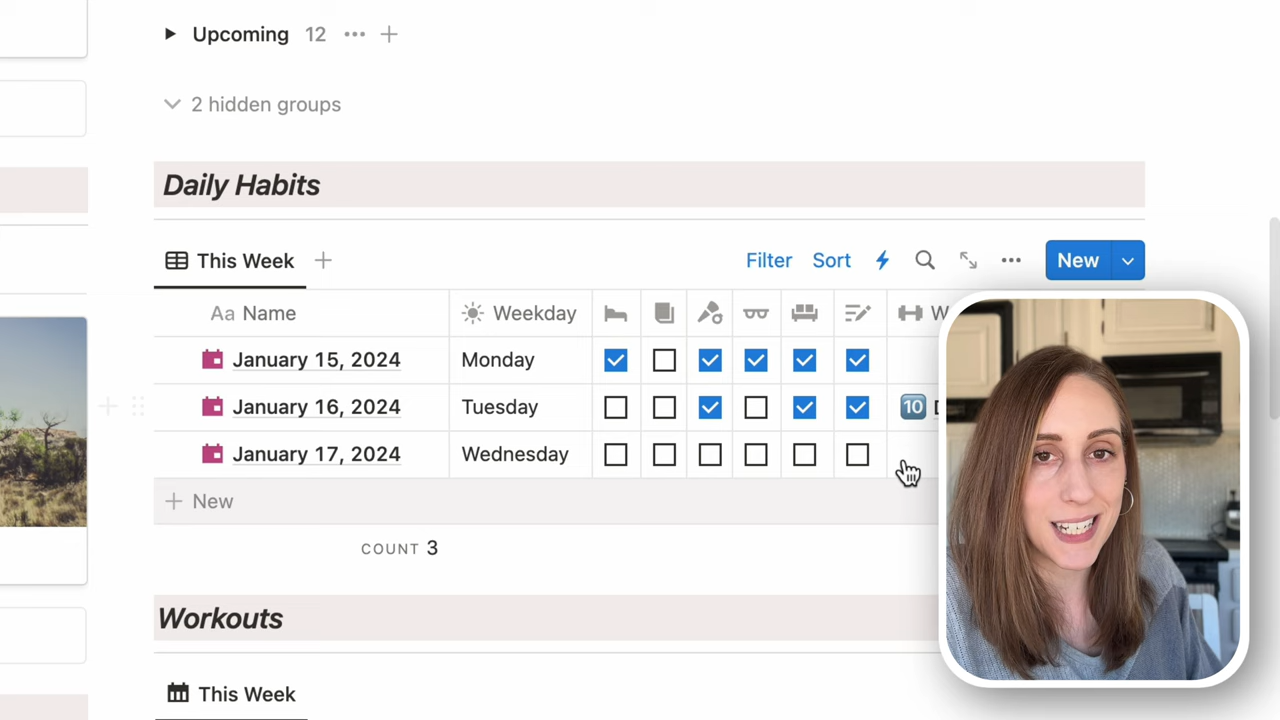 Upcoming 12
2 hidden groups
Daily Habits
This Week
Filter Sort New
Aa Name Weekday W
January 15, 2024 Monday
January 16, 2024 Tuesday 10 D
January 17, 2024 Wednesday
New
COUNT 3
Workouts
This Week